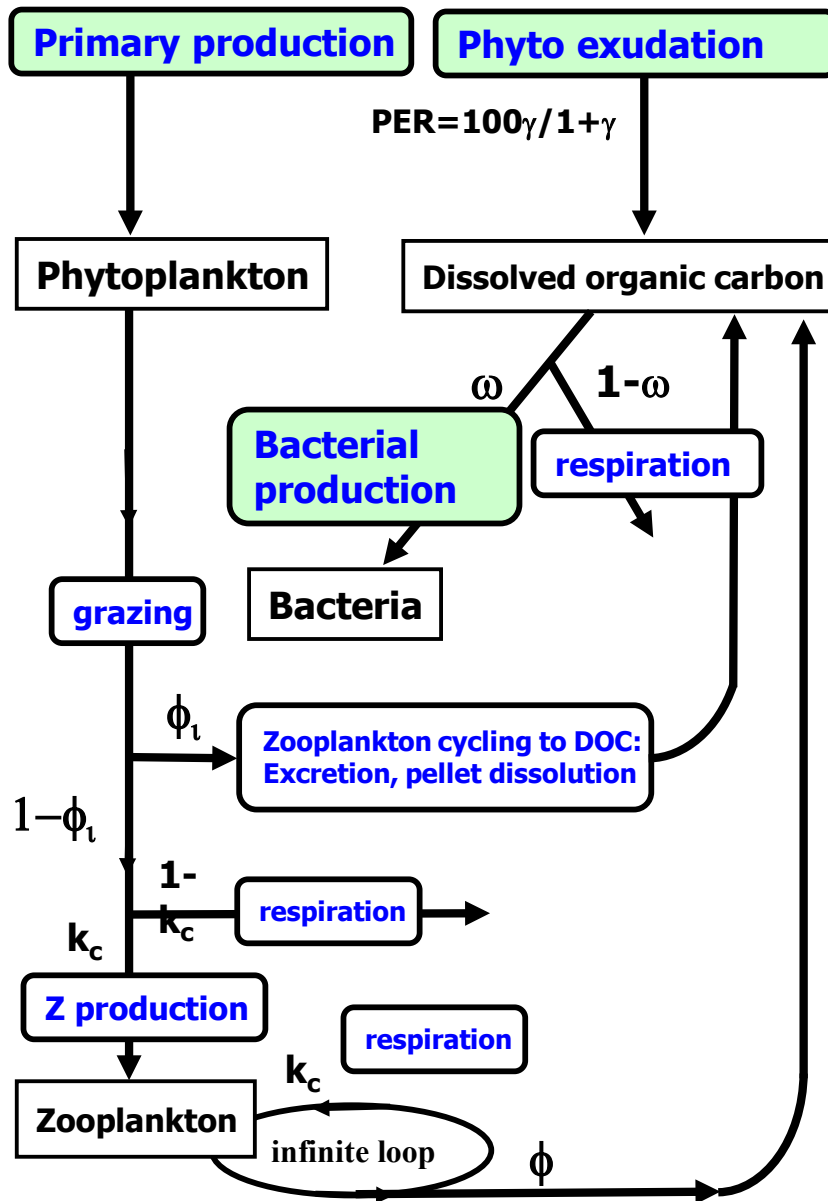 Primary production
Phyto exudation
PER=100γ/1+γ
Phytoplankton
Dissolved organic carbon
ω
1-ω
Bacterial
production
respiration
Bacteria
grazing
ϕι
Zooplankton cycling to DOC:
Excretion, pellet dissolution
1−ϕι
1-
kc
respiration
kc
Z production
respiration
kc
Zooplankton
infinite loop
ϕ